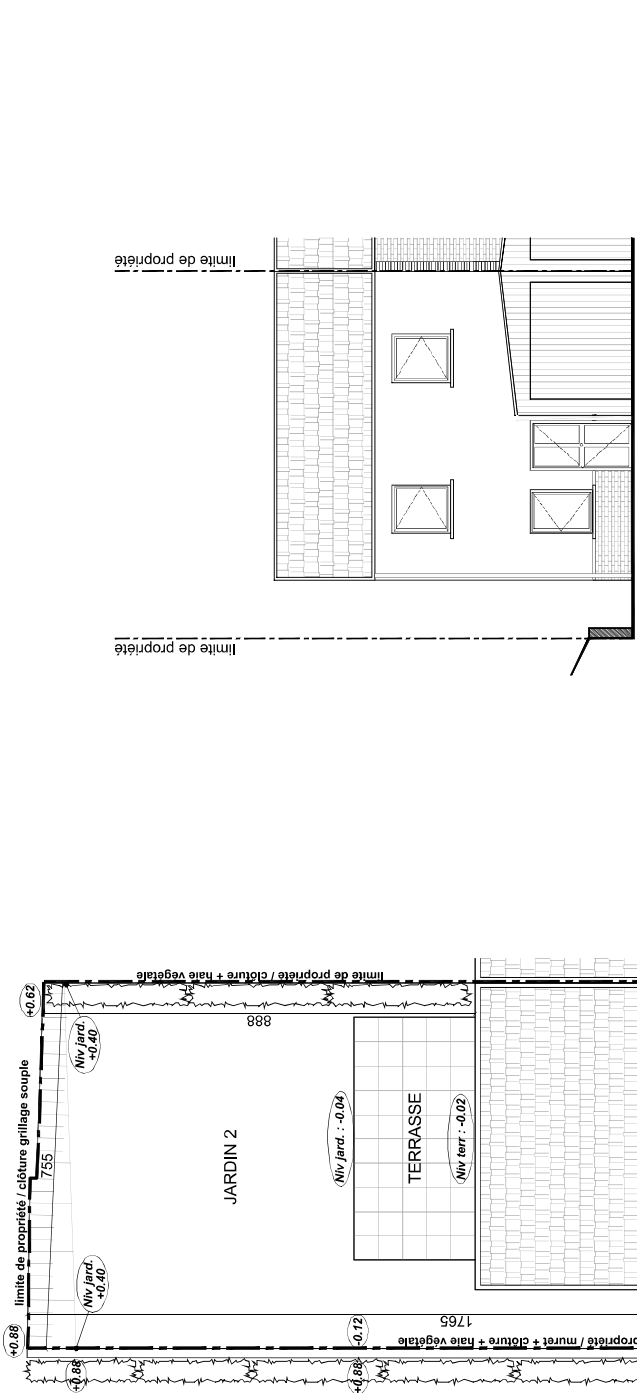 limite de propriété
limite de propriété
limite de propriété / clôture + haie végétale
+0.62
Niv jard.
+0.40
888
limite de propriété / clôture grillage souple
755
JARDIN 2
Niv jard. : -0.04
TERRASSE
Niv terr : -0.02
Niv jard.
+0.40
+0.88
+0.88
+0.88
-0.12
1765
propriété / muret + clôture + haie végétale